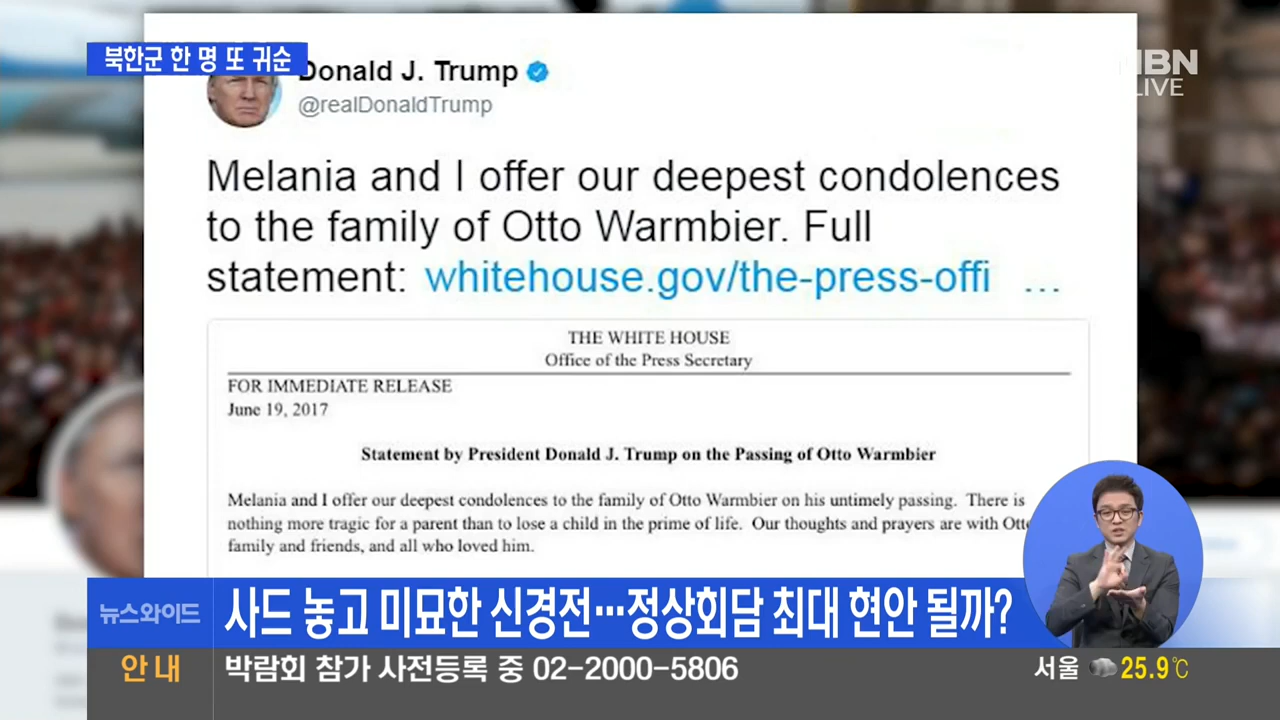 북한군 한 명 또 귀순
Donald J. Trump
@realDonaldTrump
MBN
LIVE
Melania and I offer our deepest condolences
to the family of Otto Warmbier. Full
statement: whitehouse.gov/the-press-offi ...
THE WHITE HOUSE
Office of the Press Secretary
FOR IMMEDIATE RELEASE
June 19, 2017
Statement by President Donald J. Trump on the Passing of Otto Warmbier
Melania and I offer our deepest condolences to the family of Otto Warmbier on his untimely passing. There is
nothing more tragic for a parent than to lose a child in the prime of life. Our thoughts and prayers are with Otto
family and friends, and all who loved him.
뉴스와이드
사드 놓고 미묘한 신경전…정상회담 최대 현안 될까?
안내
박람회 참가 사전등록 중 02-2000-5806
서울 25.9℃